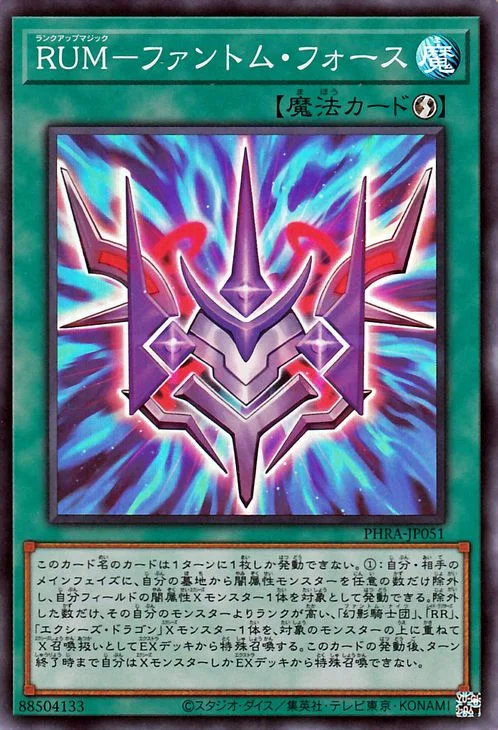 ランクアップマジック
RUM－ファントム・フォース
魔
【魔法カード】
PHRA-JP051
このカード名のカードは１ターンに１枚しか発動できない。①：自分・相手の
メインフェイズに、自分の墓地から闇属性モンスターを任意の数だけ除外
し、自分フィールドの闇属性Ｘモンスター１体を対象として発動できる。除外
した数だけ、その自分のモンスターよりランクが高い、「幻影騎士団」、「RR」、
「エクシーズ・ドラゴン」Ｘモンスター１体を、対象のモンスターの上に重ねて
Ｘ召喚扱いとしてEXデッキから特殊召喚する。このカードの発動後、ターン
終了時まで自分はＸモンスターしかEXデッキから特殊召喚できない。
88504133
©スタジオ・ダイス／集英社・テレビ東京・KONAMI